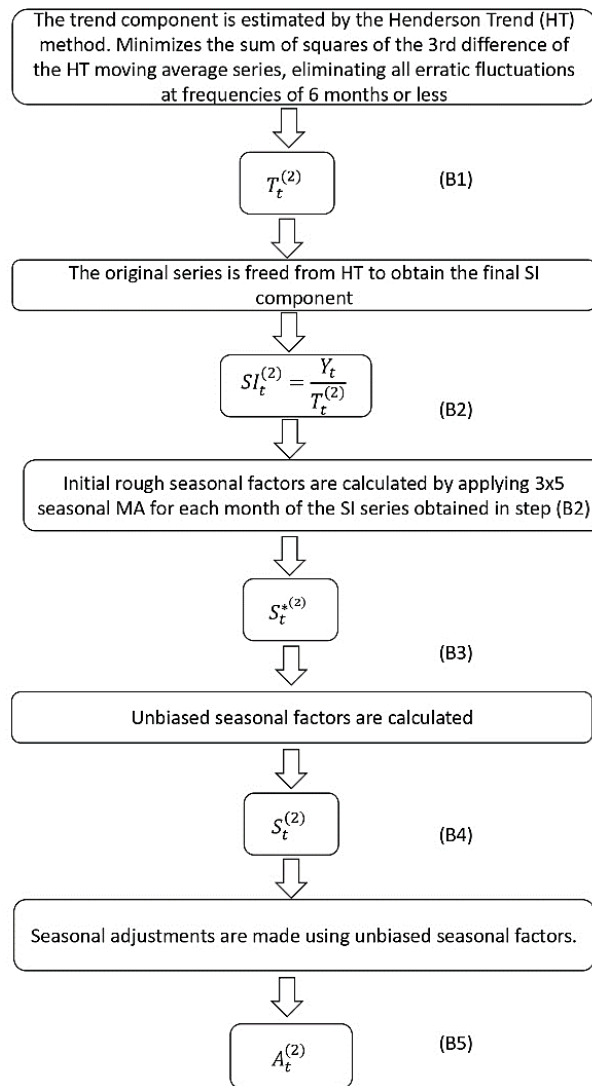 The trend component is estimated by the Henderson Trend (HT)
method. Minimizes the sum of squares of the 3rd difference of
the HT moving average series, eliminating all erratic fluctuations
at frequencies of 6 months or less
T_t^{(2)}
(B1)
The original series is freed from HT to obtain the final SI
component
SI_t^{(2)} = \frac{Y_t}{T_t^{(2)}}
(B2)
Initial rough seasonal factors are calculated by applying 3x5
seasonal MA for each month of the SI series obtained in step (B2)
S_t^{*(2)}
(B3)
Unbiased seasonal factors are calculated
S_t^{(2)}
(B4)
Seasonal adjustments are made using unbiased seasonal factors.
A_t^{(2)}
(B5)